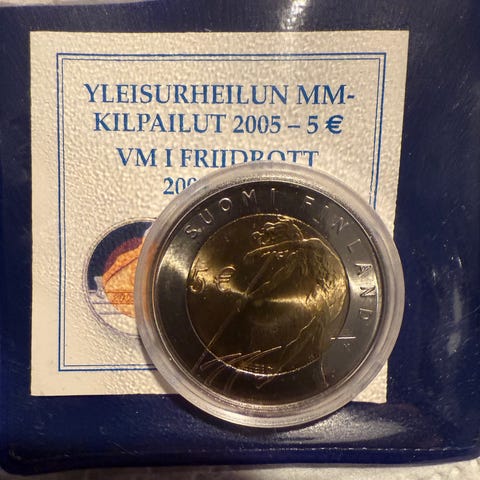 YLEISURHEILUN MM-
KILPAILUT 2005 – 5 €
VM I FRIIDROTT
SUOMI FINLAND
5 €